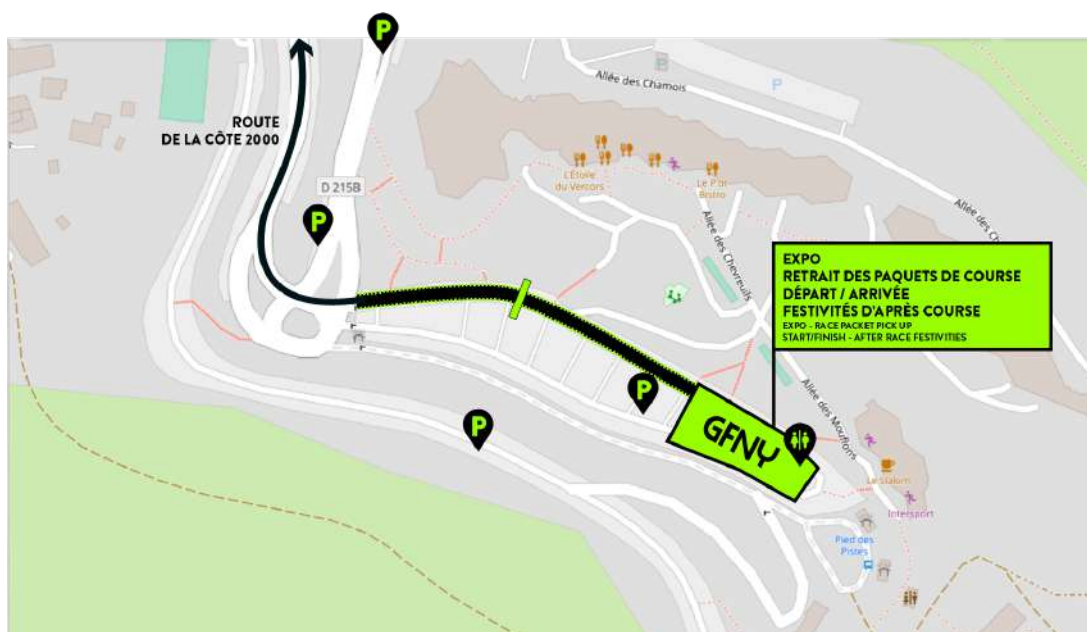 P
Allée des Chamois
P
P
ROUTE
DE LA CÔTE 2000
L'Étoile
du Vercors
Le P'tit
Bistro
D 215B
P
Allée des Chevreuils
EXPO
RETRAIT DES PAQUETS DE COURSE
DÉPART / ARRIVÉE
FESTIVITÉS D'APRÈS COURSE
EXPO - RACE PACKET PICK UP
START/FINISH - AFTER RACE FESTIVITIES
P
P
GFNY
Allée des Mouflons
Le Slalom
Intersport
Pied des
Pistes